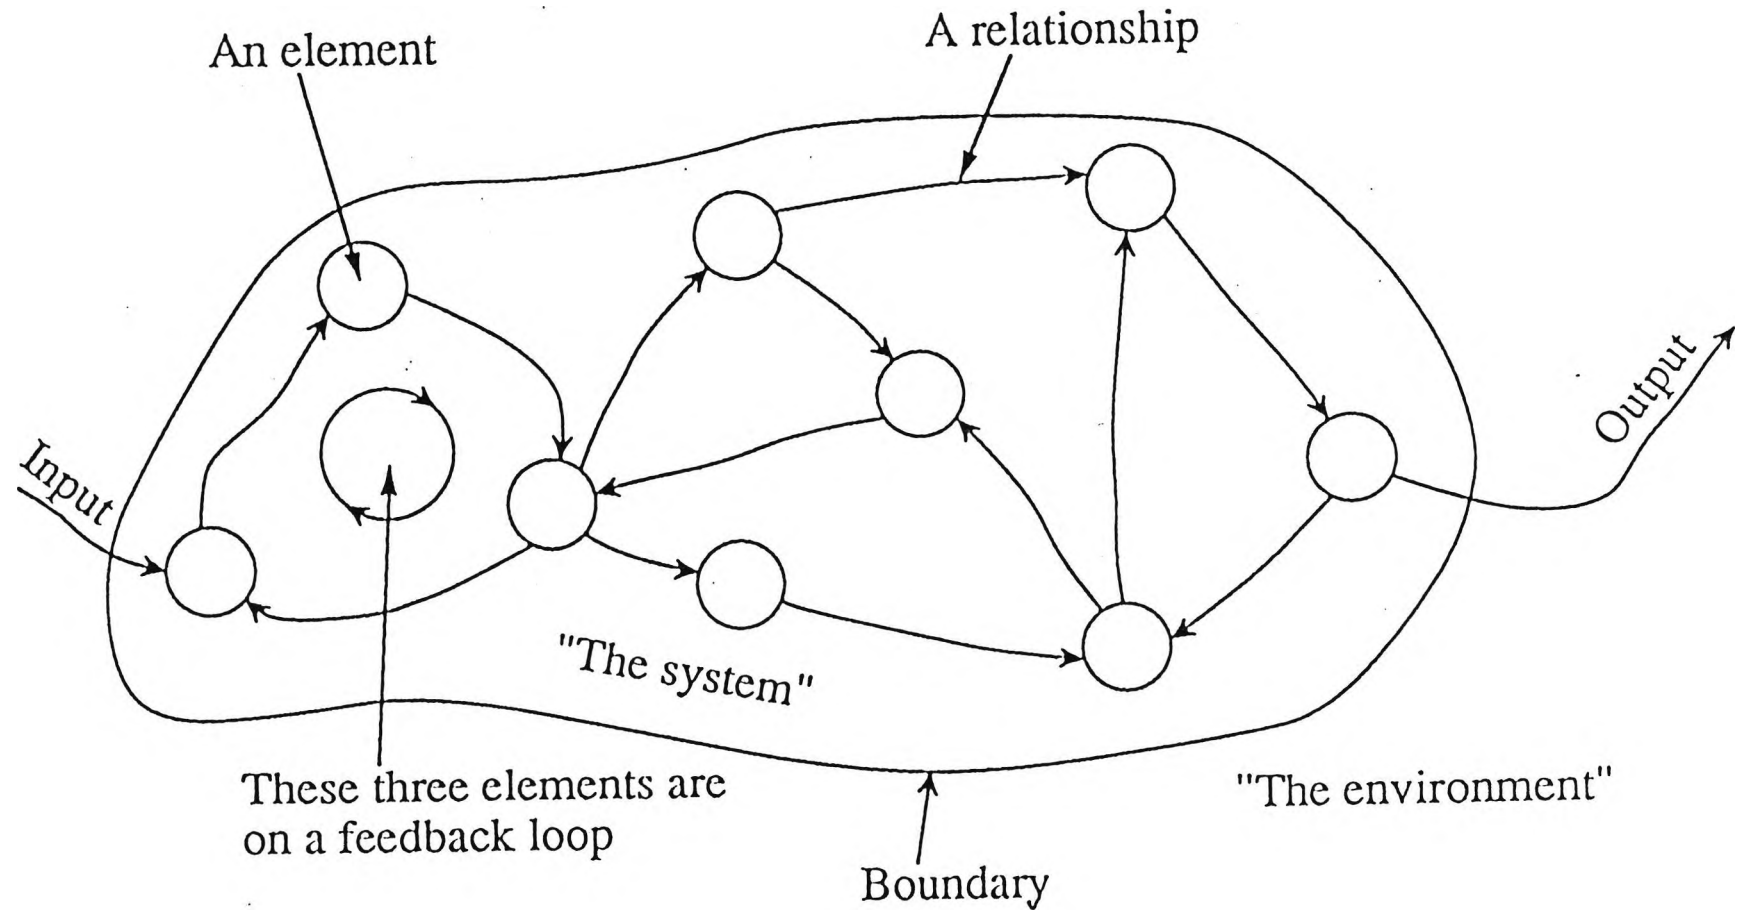 An element
A relationship
Input
Output
"The system"
These three elements are
on a feedback loop
"The environment"
Boundary